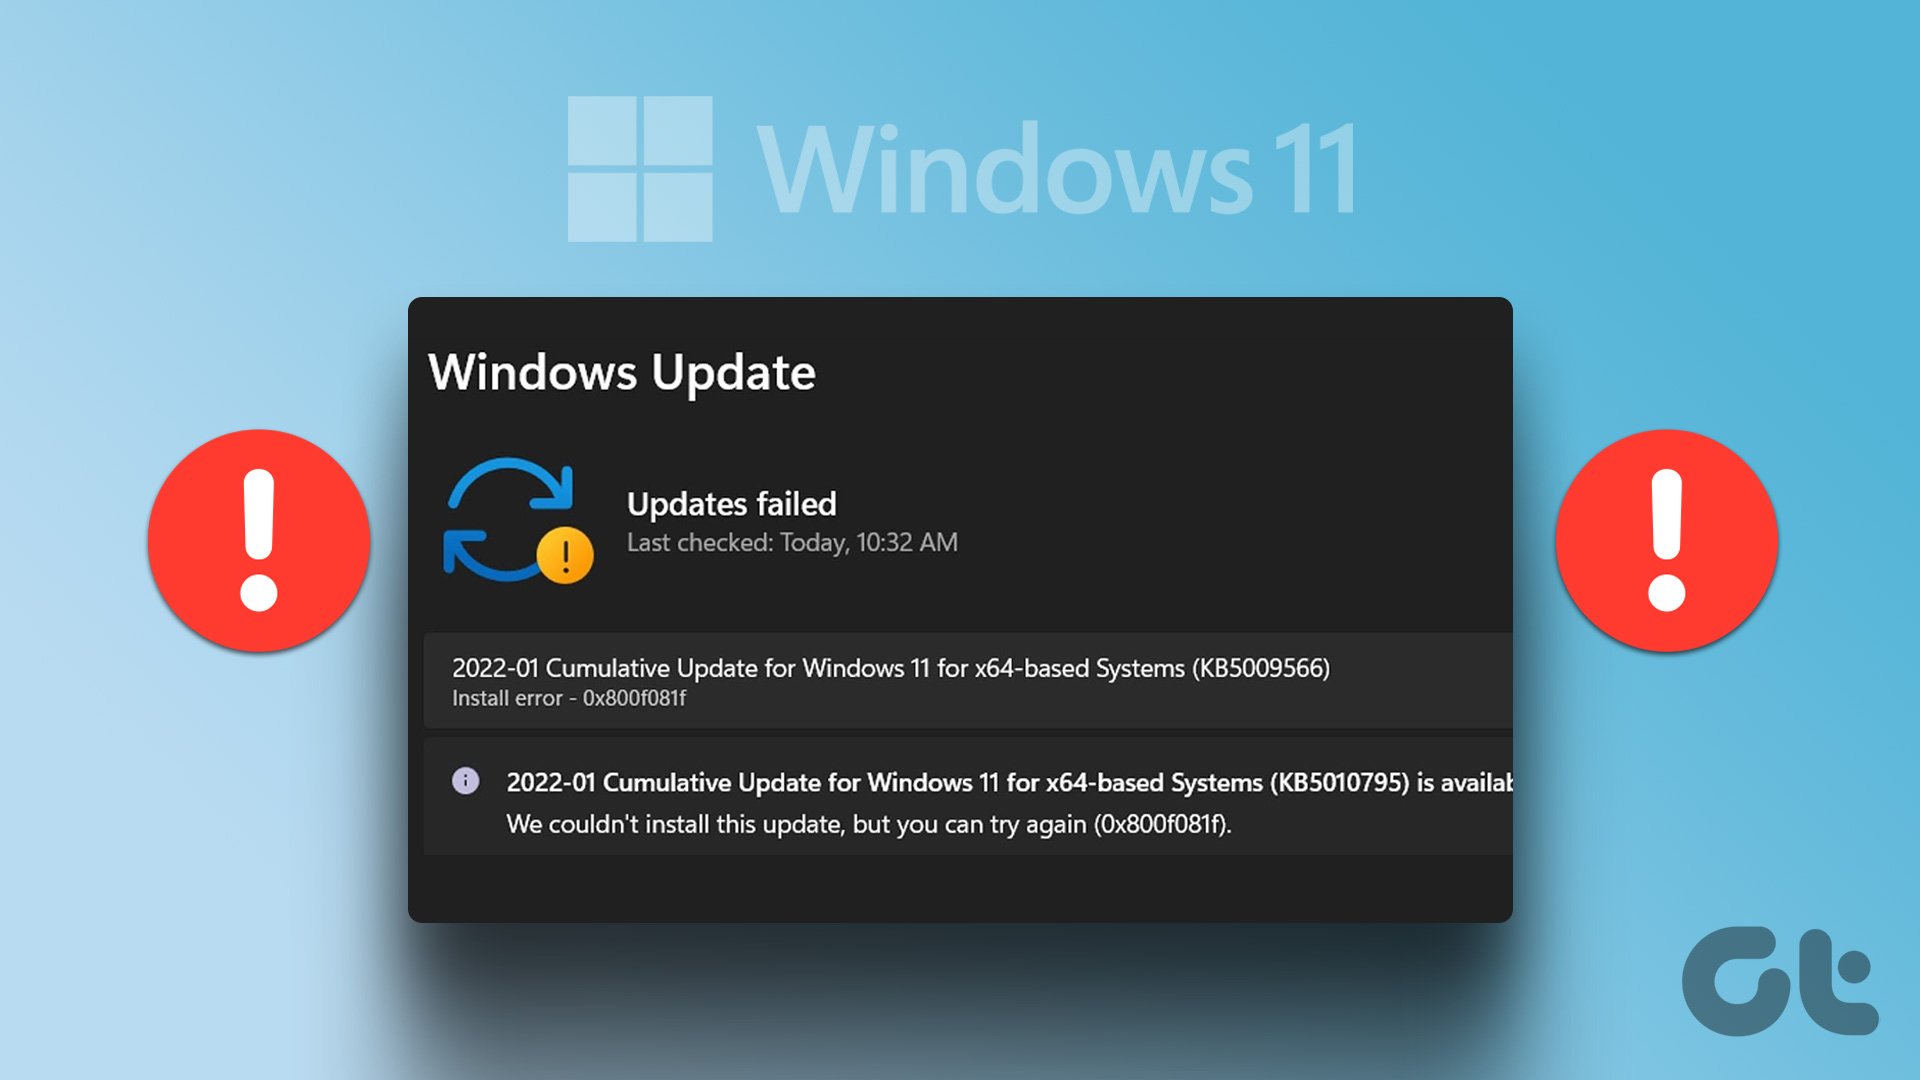 Windows 11
Windows Update
Updates failed
Last checked: Today, 10:32 AM
2022-01 Cumulative Update for Windows 11 for x64-based Systems (KB5009566)
Install error - 0x800f081f
2022-01 Cumulative Update for Windows 11 for x64-based Systems (KB5010795) is availab
We couldn't install this update, but you can try again (0x800f081f).
Gt